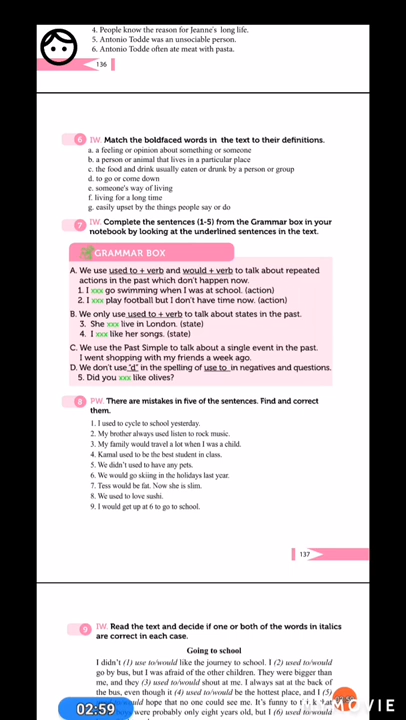 4. People know the reason for Jeanne's long life.
5. Antonio Todde was an unsociable person.
6. Antonio Todde often ate meat with pasta.
136
6 IW. Match the boldfaced words in the text to their definitions.
a. a feeling or opinion about something or someone
b. a person or animal that lives in a particular place
c. the food and drink usually eaten or drunk by a person or group
d. to go or come down
e. someone's way of living
f. living for a long time
g. easily upset by the things people say or do
7 IW. Complete the sentences (1-5) from the Grammar box in your
notebook by looking at the underlined sentences in the text.
GRAMMAR BOX
A. We use used to + verb and would + verb to talk about repeated
actions in the past which don't happen now.
1. I xxx go swimming when I was at school. (action)
2. I xxx play football but I don't have time now. (action)
B. We only use used to + verb to talk about states in the past.
3. She xxx live in London. (state)
4. I xxx like her songs. (state)
C. We use the Past Simple to talk about a single event in the past.
I went shopping with my friends a week ago.
D. We don't use "d" in the spelling of use to in negatives and questions.
5. Did you xxx like olives?
8 PW. There are mistakes in five of the sentences. Find and correct
them.
1. I used to cycle to school yesterday.
2. My brother always used listen to rock music.
3. My family would travel a lot when I was a child.
4. Kamal used to be the best student in class.
5. We didn't used to have any pets.
6. We would go skiing in the holidays last year.
7. Tess would be fat. Now she is slim.
8. We used to love sushi.
9. I would get up at 6 to go to school.
137
9 IW. Read the text and decide if one or both of the words in italics
are correct in each case.
Going to school
I didn't (1) use to/would like the journey to school. I (2) used to/would
go by bus, but I was afraid of the other children. They were bigger than
me, and they (3) used to/would shout at me. I always sat at the back of
the bus, even though it (4) used to/would be the hottest place, and I (5)
hope that no one could see me. It's funny to
were probably only eight years old, but I (6) used to/would
02:59